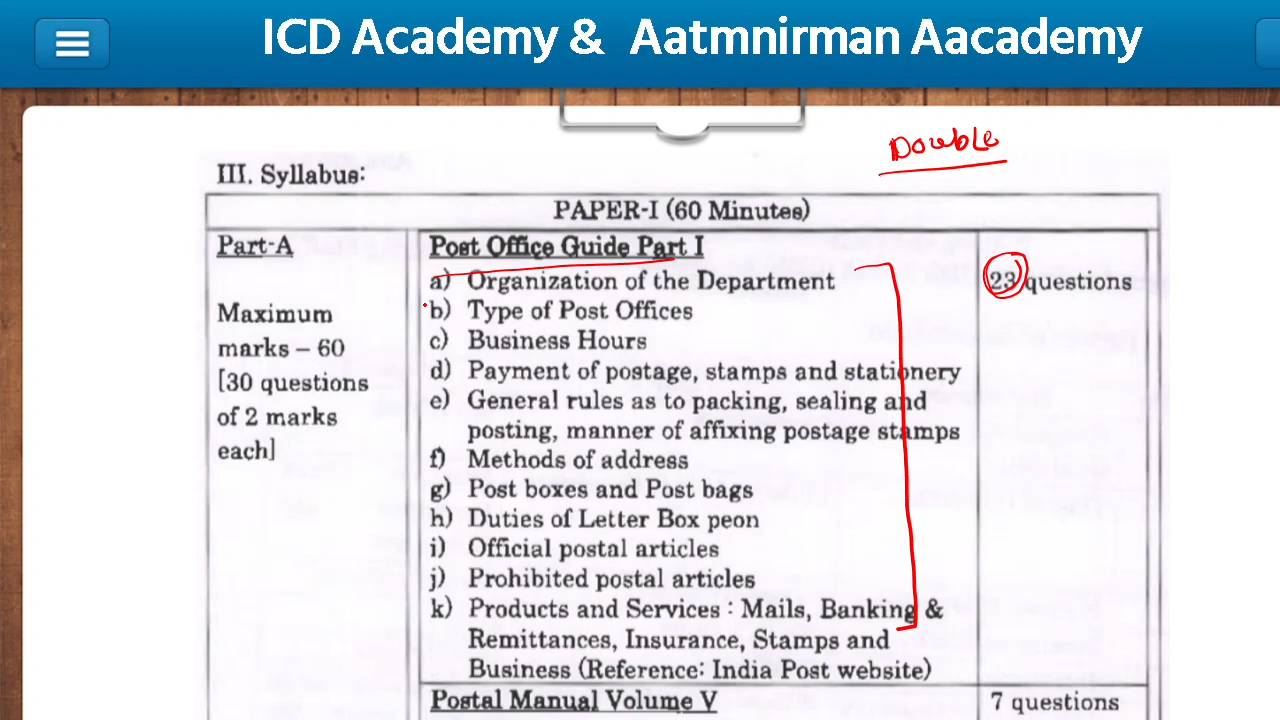 ICD Academy & Aatmnirman Aacademy
Double
III. Syllabus:
PAPER-I (60 Minutes)
Part-A
Maximum
marks – 60
[30 questions
of 2 marks
each]
Post Office Guide Part I
a) Organization of the Department
b) Type of Post Offices
c) Business Hours
d) Payment of postage, stamps and stationery
e) General rules as to packing, sealing and
posting, manner of affixing postage stamps
f) Methods of address
g) Post boxes and Post bags
h) Duties of Letter Box peon
i) Official postal articles
j) Prohibited postal articles
k) Products and Services : Mails, Banking &
Remittances, Insurance, Stamps and
Business (Reference: India Post website)
23 questions
Postal Manual Volume V
7 questions